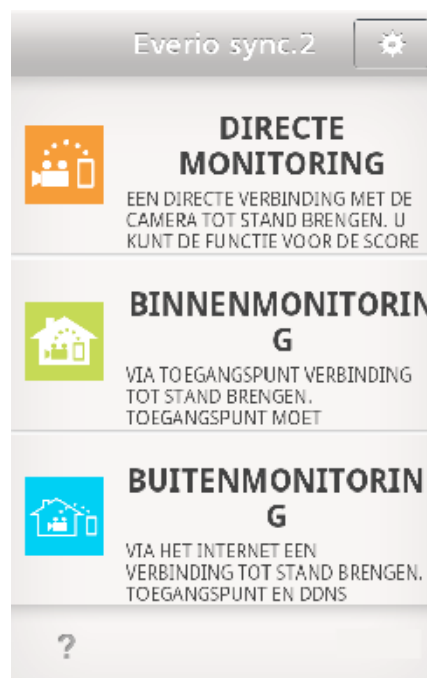 Everio sync.2
DIRECTE
MONITORING
EEN DIRECTE VERBINDING MET DE
CAMERA TOT STAND BRENGEN. U
KUNT DE FUNCTIE VOOR DE SCORE
BINNENMONITORIN
G
VIA TOEGANGSPUNT VERBINDING
TOT STAND BRENGEN.
TOEGANGSPUNT MOET
BUITENMONITORIN
G
VIA HET INTERNET EEN
VERBINDING TOT STAND BRENGEN.
TOEGANGSPUNT EN DDNS
?